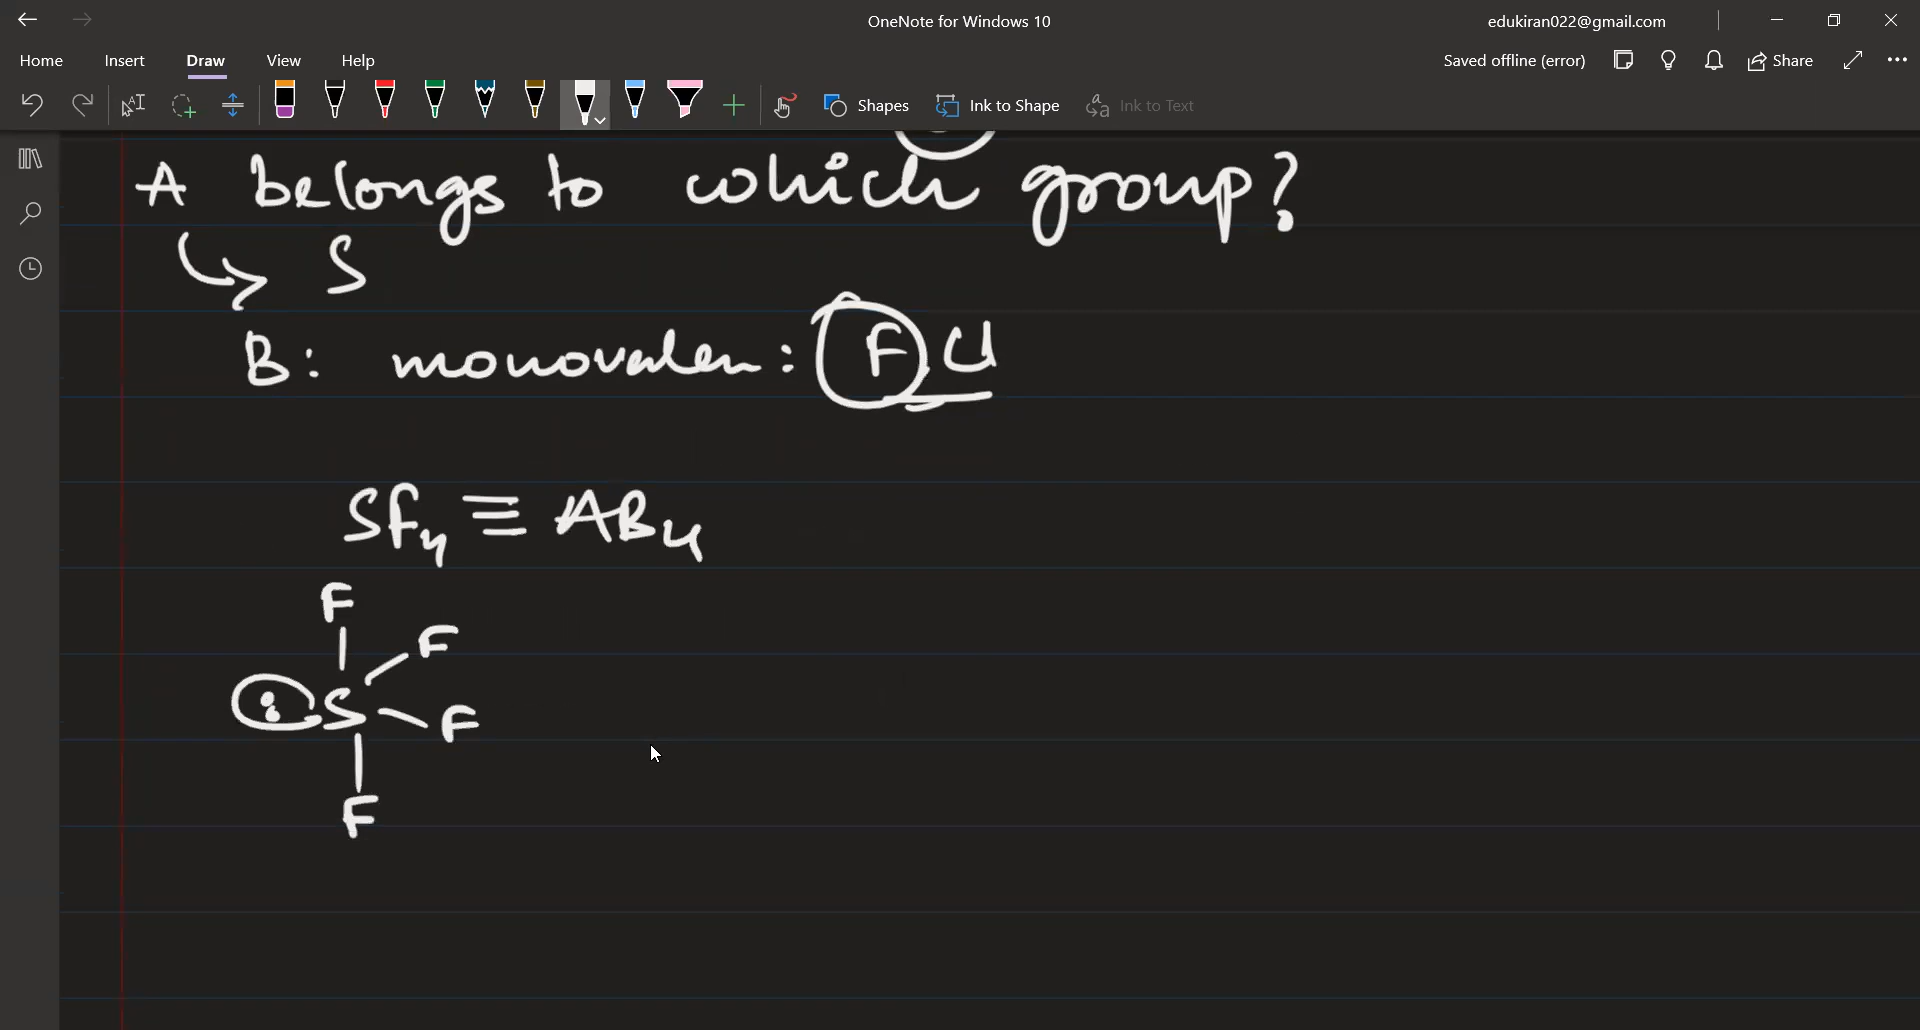 OneNote for Windows 10
edukiran022@gmail.com
Home Insert Draw View Help
Saved offline (error) Share
Shapes Ink to Shape Ink to Text
A belongs to which group?
S
B: monovalen: F, Cl
SF4 ≡ AB4
F
F
:S
F
F